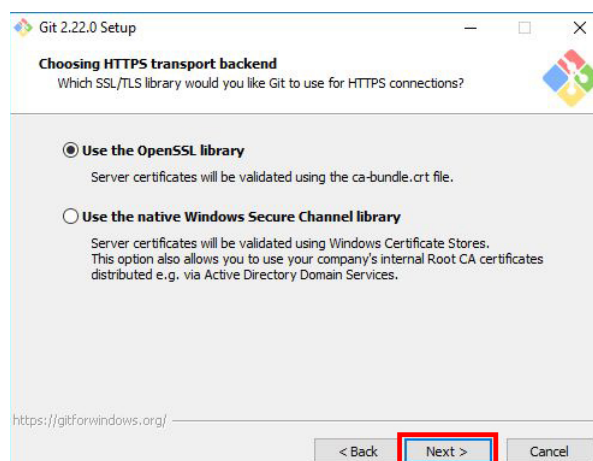 Git 2.22.0 Setup
Choosing HTTPS transport backend
Which SSL/TLS library would you like Git to use for HTTPS connections?
Use the OpenSSL library
Server certificates will be validated using the ca-bundle.crt file.
Use the native Windows Secure Channel library
Server certificates will be validated using Windows Certificate Stores.
This option also allows you to use your company's internal Root CA certificates
distributed e.g. via Active Directory Domain Services.
https://gitforwindows.org/
< Back Next > Cancel